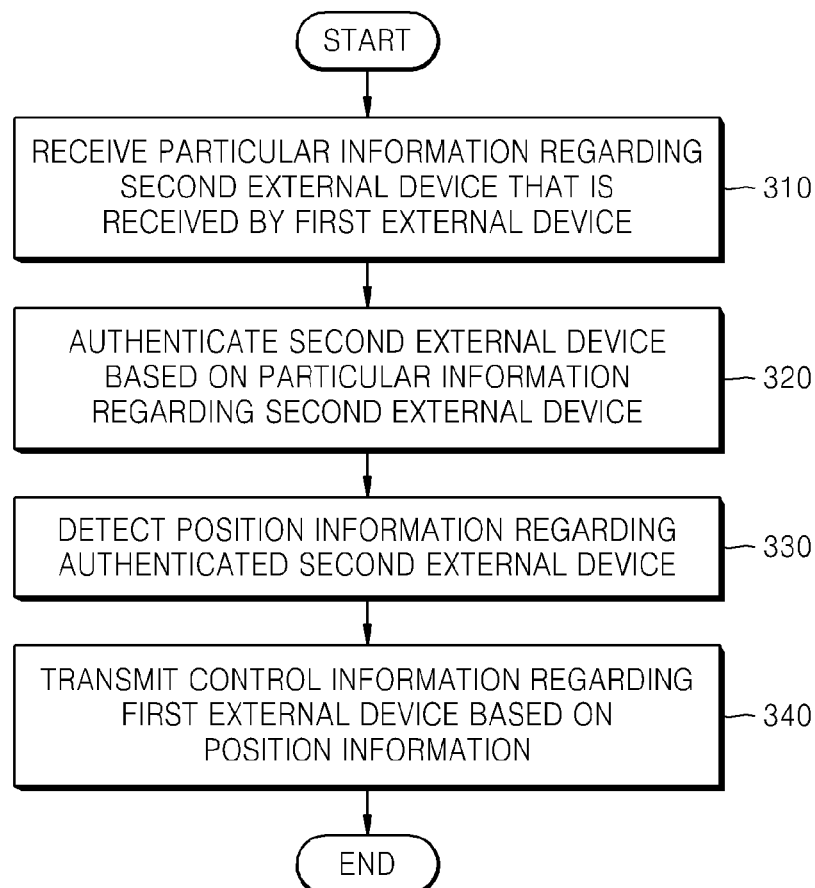 START
RECEIVE PARTICULAR INFORMATION REGARDING
SECOND EXTERNAL DEVICE THAT IS
RECEIVED BY FIRST EXTERNAL DEVICE
310
AUTHENTICATE SECOND EXTERNAL DEVICE
BASED ON PARTICULAR INFORMATION
REGARDING SECOND EXTERNAL DEVICE
320
DETECT POSITION INFORMATION REGARDING
AUTHENTICATED SECOND EXTERNAL DEVICE
330
TRANSMIT CONTROL INFORMATION REGARDING
FIRST EXTERNAL DEVICE BASED ON
POSITION INFORMATION
340
END